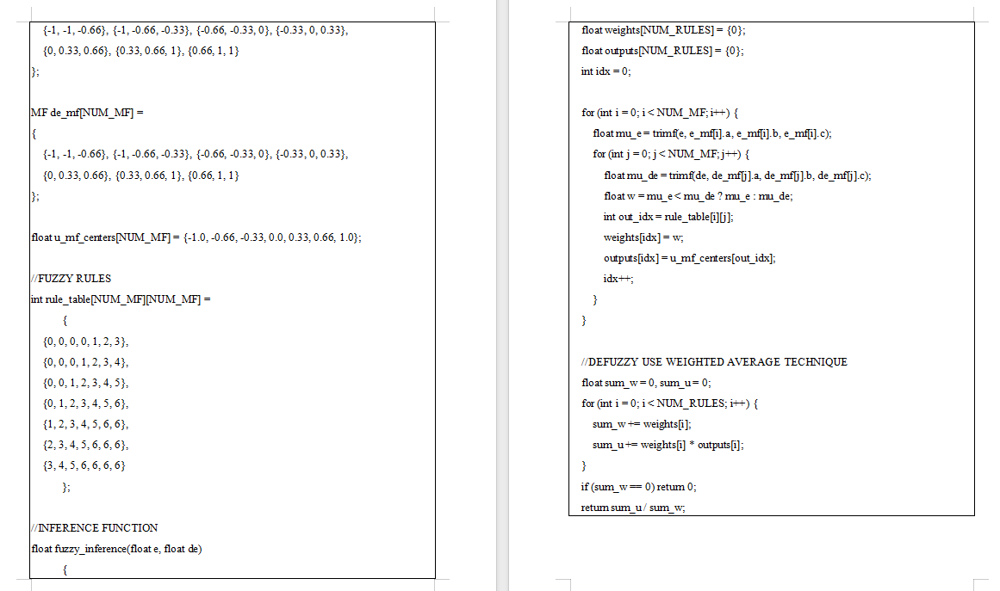 {-1, -1, -0.66}, {-1, -0.66, -0.33}, {-0.66, -0.33, 0}, {-0.33, 0, 0.33},
{0, 0.33, 0.66}, {0.33, 0.66, 1}, {0.66, 1, 1}
};
MF de_mf[NUM_MF] =
{
{-1, -1, -0.66}, {-1, -0.66, -0.33}, {-0.66, -0.33, 0}, {-0.33, 0, 0.33},
{0, 0.33, 0.66}, {0.33, 0.66, 1}, {0.66, 1, 1}
};
float u_mf_centers[NUM_MF] = {-1.0, -0.66, -0.33, 0.0, 0.33, 0.66, 1.0};
//FUZZY RULES
int rule_table[NUM_MF][NUM_MF] =
{
{0, 0, 0, 0, 1, 2, 3},
{0, 0, 0, 1, 2, 3, 4},
{0, 0, 1, 2, 3, 4, 5},
{0, 1, 2, 3, 4, 5, 6},
{1, 2, 3, 4, 5, 6, 6},
{2, 3, 4, 5, 6, 6, 6},
{3, 4, 5, 6, 6, 6, 6}
};
//INFERENCE FUNCTION
float fuzzy_inference(float e, float de)
{
float weights[NUM_RULES] = {0};
float outputs[NUM_RULES] = {0};
int idx = 0;
for (int i = 0; i < NUM_MF; i++) {
float mu_e = trimf(e, e_mf[i].a, e_mf[i].b, e_mf[i].c);
for (int j = 0; j < NUM_MF; j++) {
float mu_de = trimf(de, de_mf[j].a, de_mf[j].b, de_mf[j].c);
float w = mu_e < mu_de ? mu_e : mu_de;
int out_idx = rule_table[i][j];
weights[idx] = w;
outputs[idx] = u_mf_centers[out_idx];
idx++;
}
}
//DEFUZZY USE WEIGHTED AVERAGE TECHNIQUE
float sum_w = 0, sum_u = 0;
for (int i = 0; i < NUM_RULES; i++) {
sum_w += weights[i];
sum_u += weights[i] * outputs[i];
}
if (sum_w == 0) return 0;
return sum_u / sum_w;